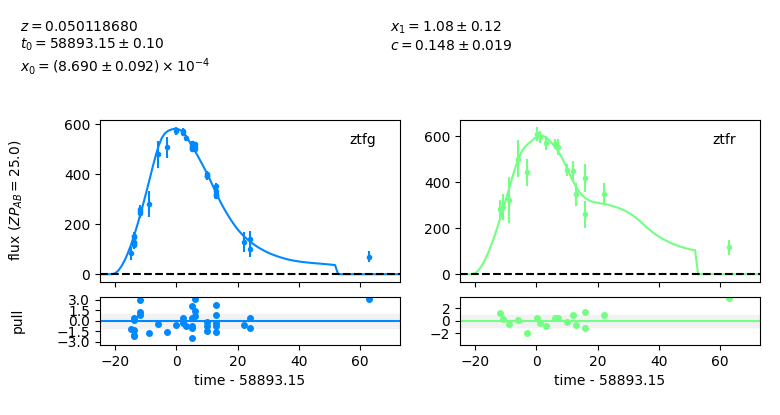 z = 0.050118680
t₀ = 58893.15 ± 0.10
x₀ = (8.690 ± 0.092) × 10⁻⁴
x₁ = 1.08 ± 0.12
c = 0.148 ± 0.019
flux (ZP_AB = 25.0)
600
400
200
0
ztfg
600
400
200
0
ztfr
pull
3.0
1.5
0.0
−1.5
−3.0
−20 0 20 40 60
time - 58893.15
2
0
−2
−20 0 20 40 60
time - 58893.15